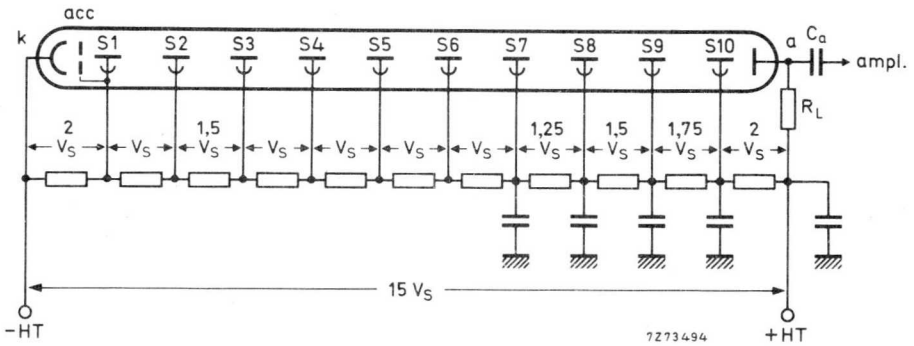 acc
k S1 S2 S3 S4 S5 S6 S7 S8 S9 S10 a Ca
ampl.
RL
2 1,5 1,25 1,5 1,75 2
VS VS VS VS VS VS VS VS VS VS VS
15 VS
-HT +HT
7Z73494